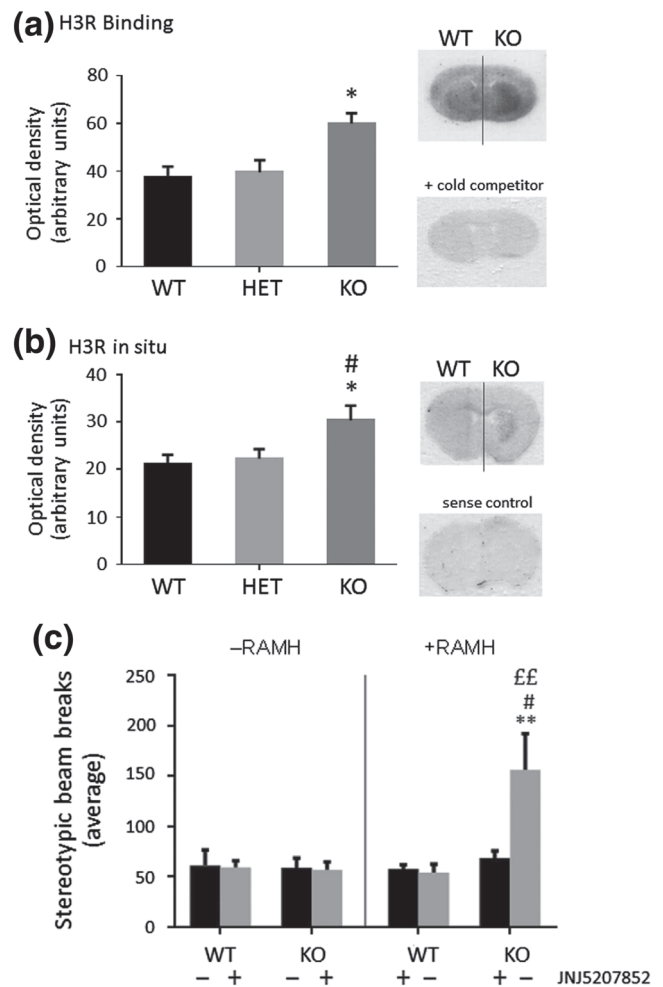 (a) H3R Binding
WT KO
80
60
40
20
0
Optical density
(arbitrary units)
*
WT HET KO
+ cold competitor
(b) H3R in situ
WT KO
40
30
20
10
0
Optical density
(arbitrary units)
#
*
WT HET KO
sense control
(c)
–RAMH +RAMH
250
200
150
100
50
0
Stereotypic beam breaks
(average)
££
#
**
WT KO WT KO
– + – + + – + – JNJ5207852